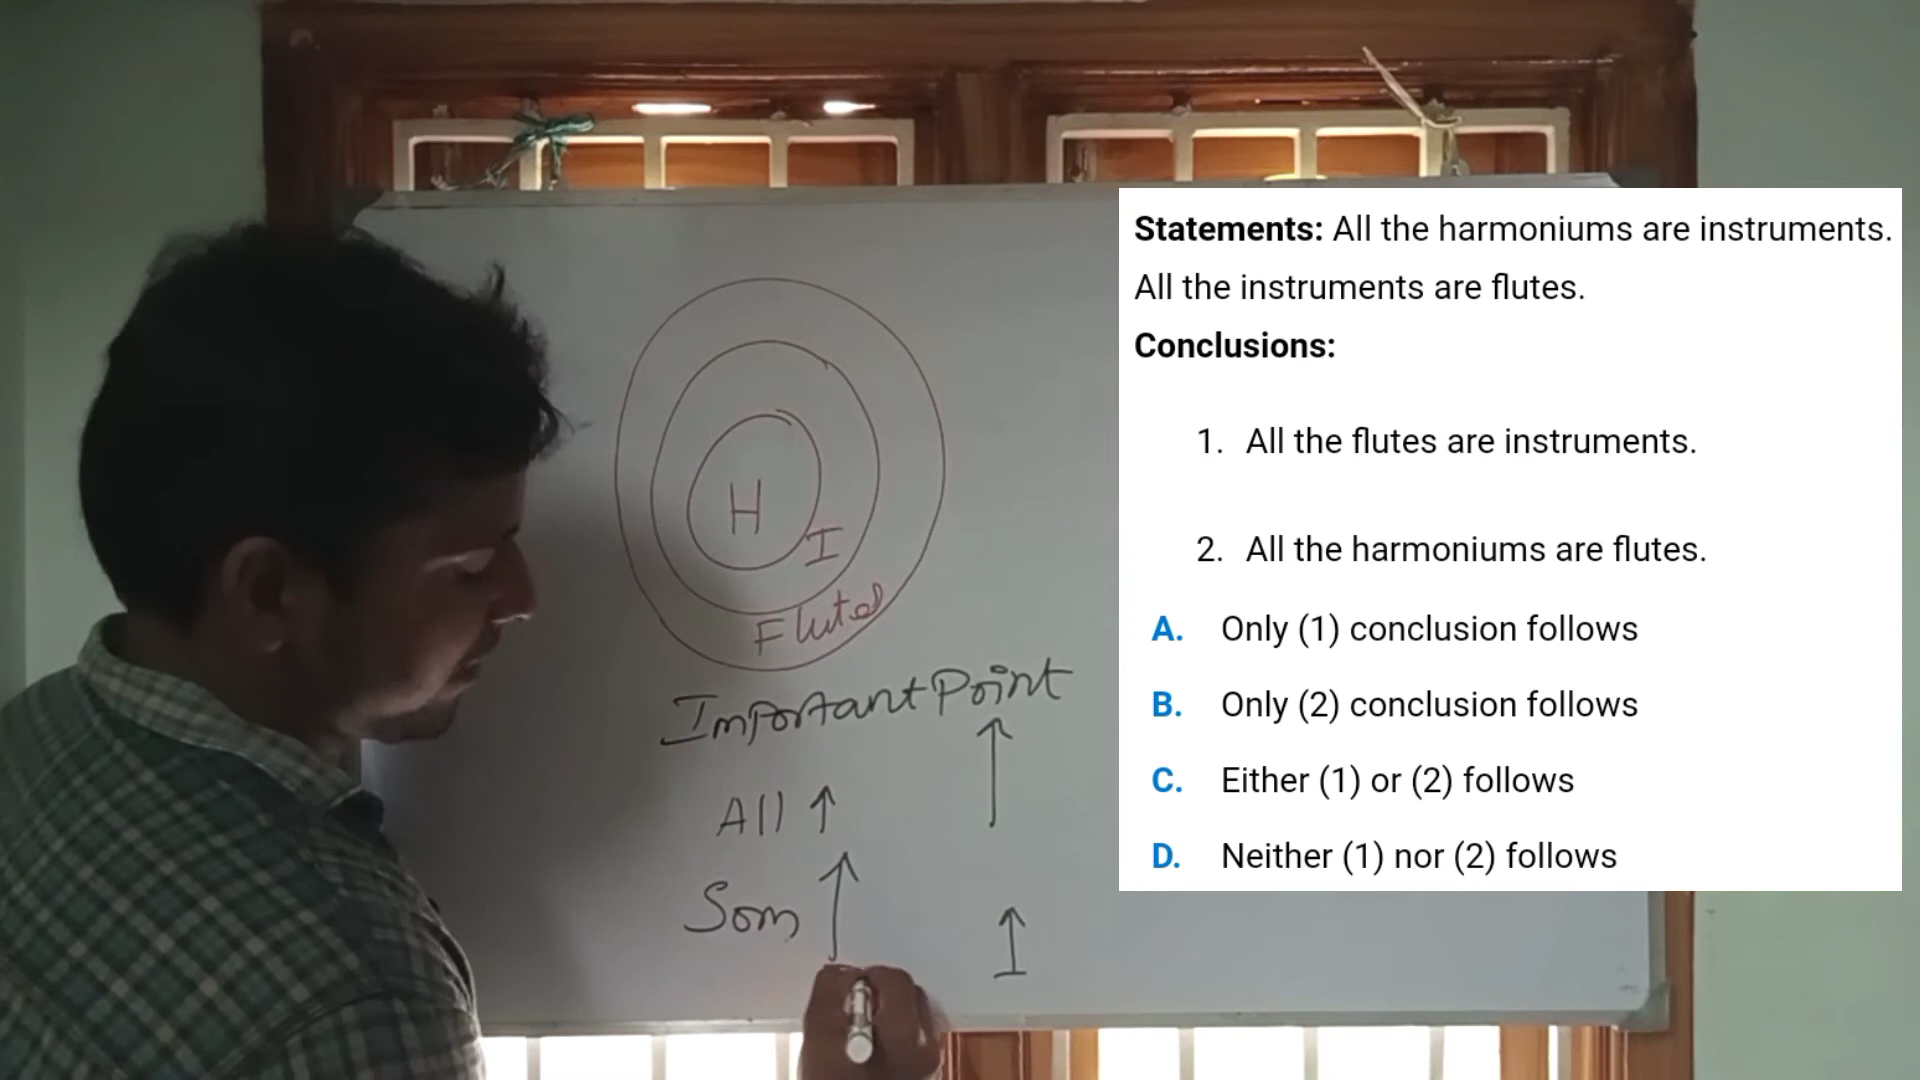 H
I
Fluted
Important Point
All ↑
Som
Statements: All the harmoniums are instruments.
All the instruments are flutes.
Conclusions:
1. All the flutes are instruments.
2. All the harmoniums are flutes.
A. Only (1) conclusion follows
B. Only (2) conclusion follows
C. Either (1) or (2) follows
D. Neither (1) nor (2) follows